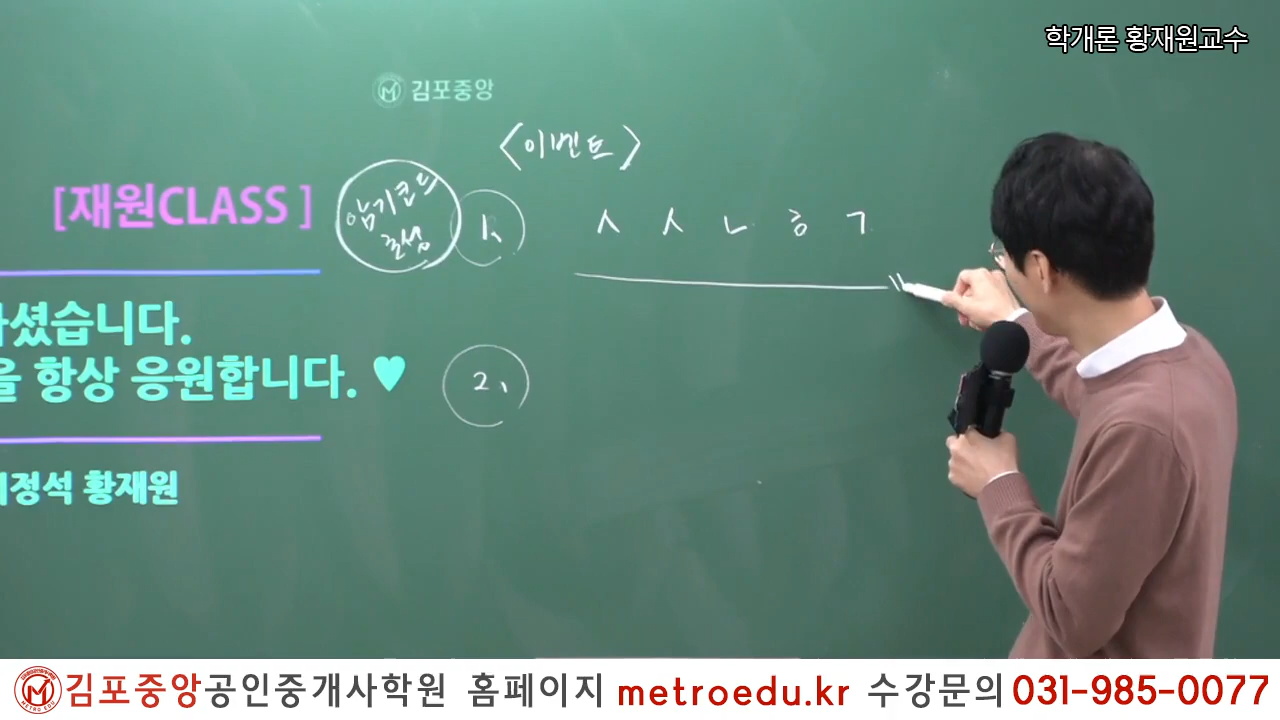 학개론 황재원교수
김포중앙
<이벤트>
[재원CLASS ]
암기코드
1. ㅅ ㅅ ㄴ ㅎ ㄱ
셨습니다.
을 항상 응원합니다. ♥
2.
정석 황재원
김포중앙공인중개사학원 홈페이지 metroedu.kr 수강문의 031-985-0077